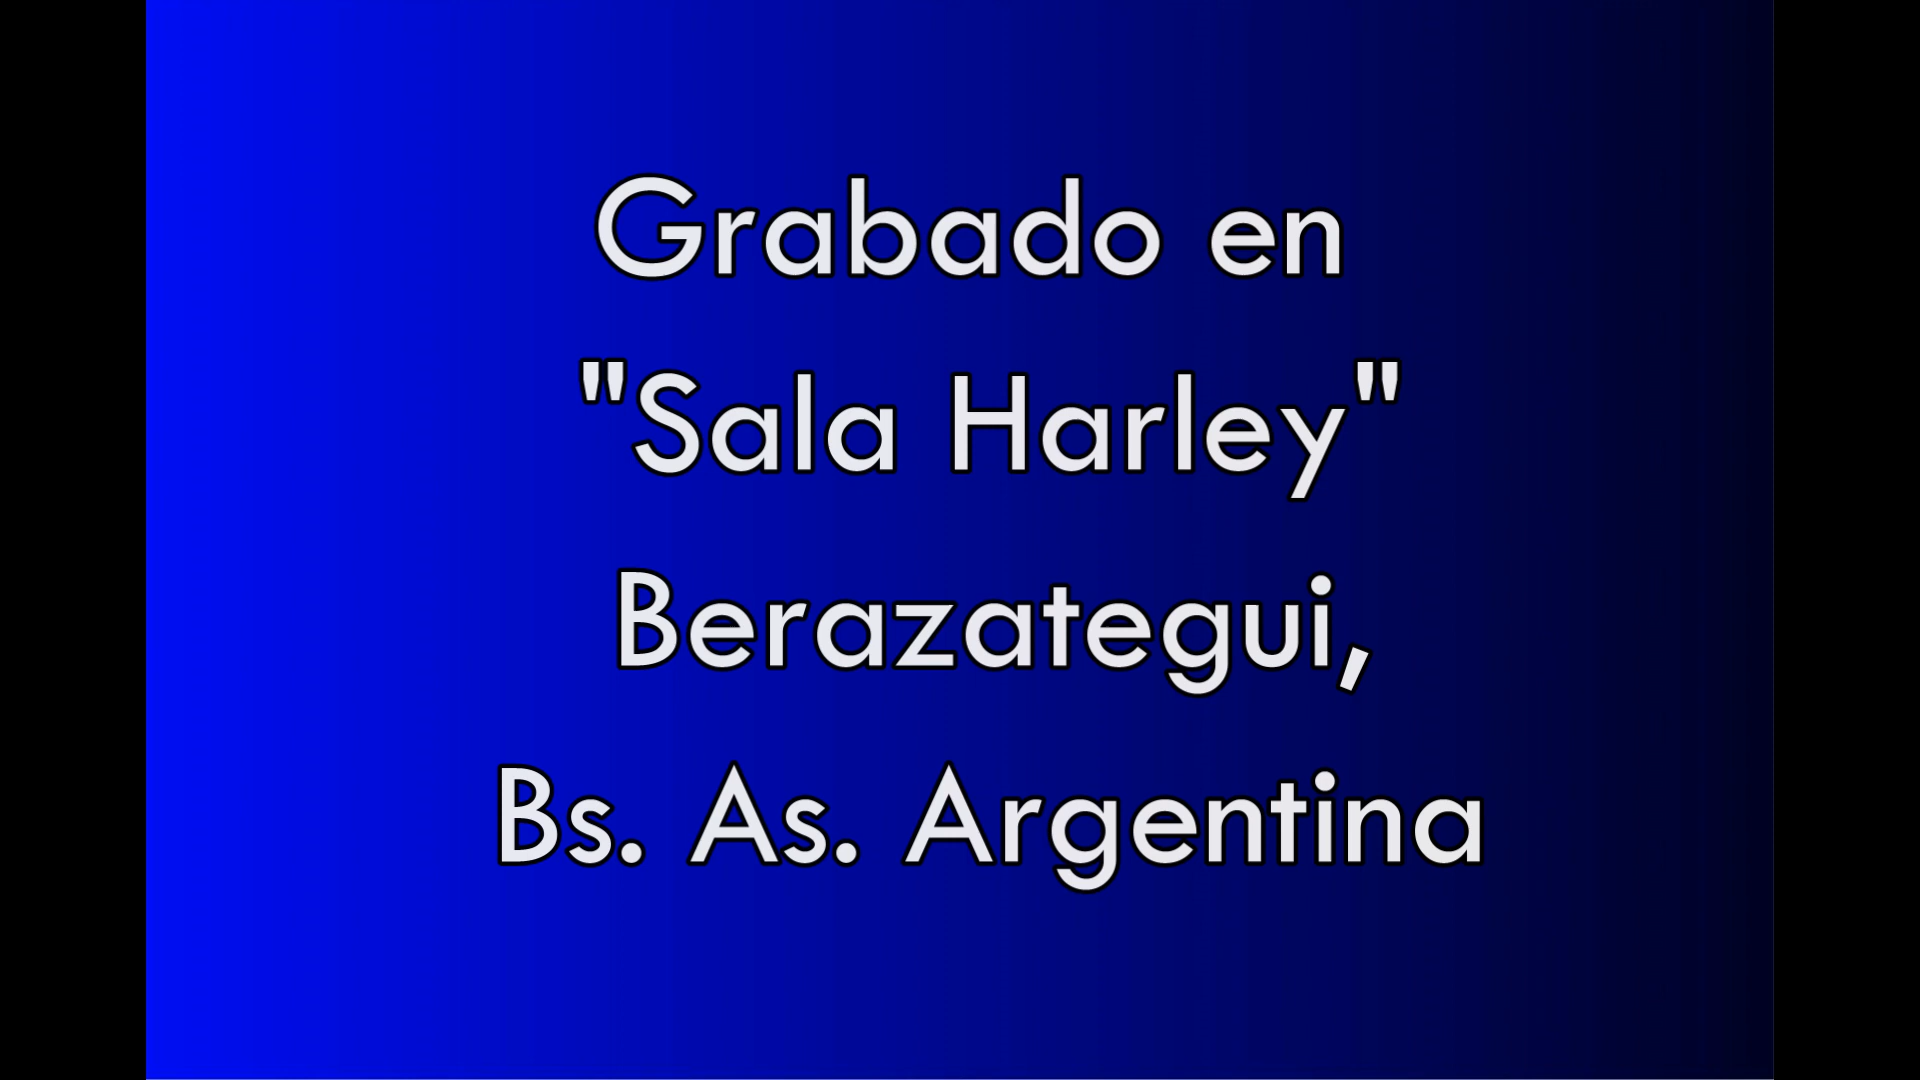 Grabado en
"Sala Harley"
Berazategui,
Bs. As. Argentina